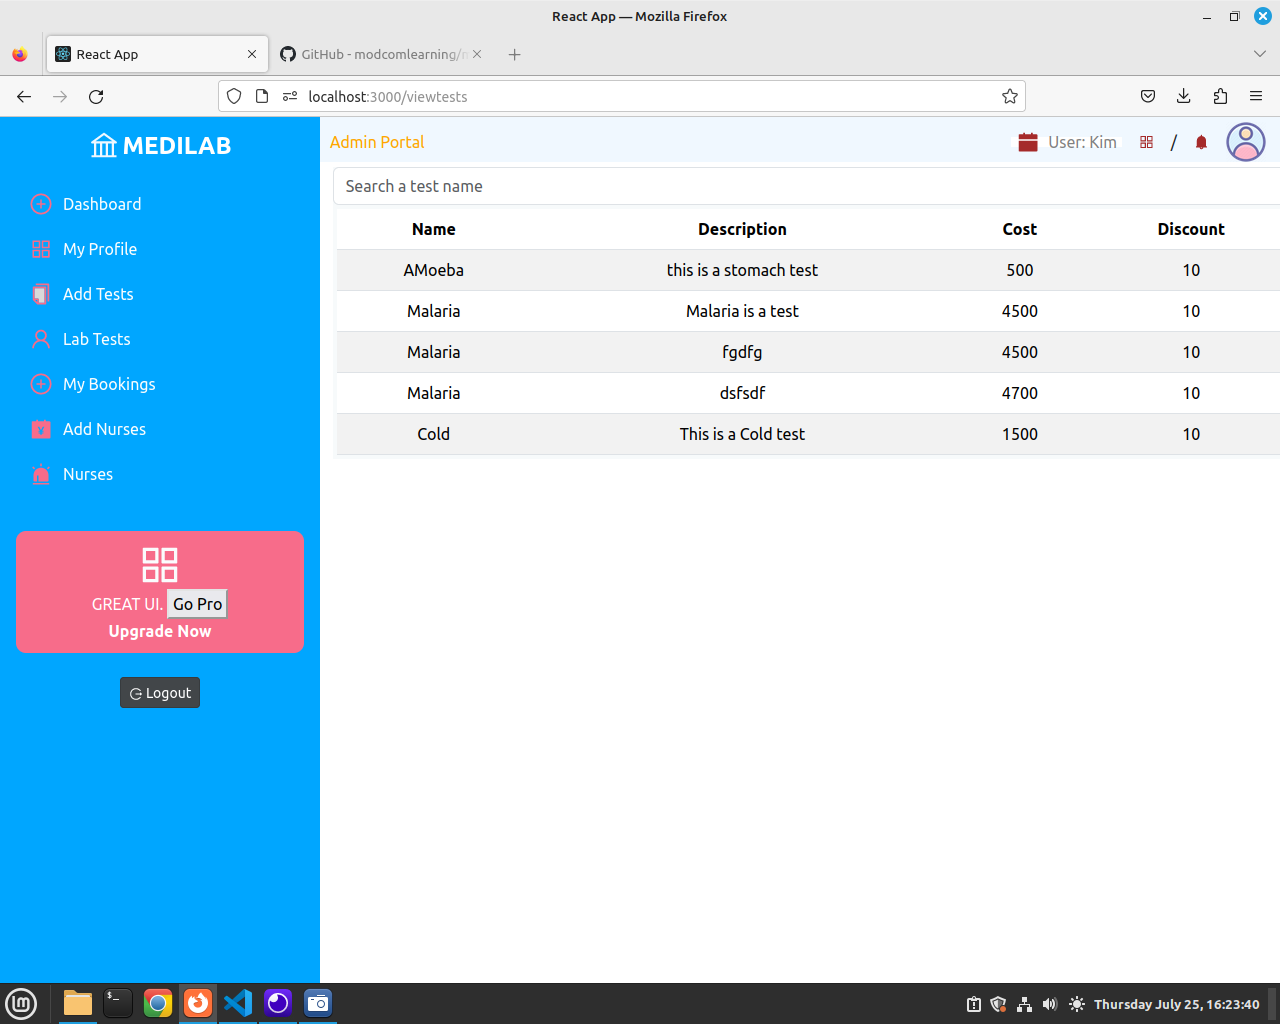 React App — Mozilla Firefox
React App
GitHub - modcomlearning/
localhost:3000/viewtests
MEDILAB
Admin Portal
User: Kim
/
Dashboard
My Profile
Add Tests
Lab Tests
My Bookings
Add Nurses
Nurses
GREAT UI. Go Pro
Upgrade Now
Logout
Search a test name
Name Description Cost Discount
AMoeba this is a stomach test 500 10
Malaria Malaria is a test 4500 10
Malaria fgdfg 4500 10
Malaria dsfsdf 4700 10
Cold This is a Cold test 1500 10
Thursday July 25, 16:23:40